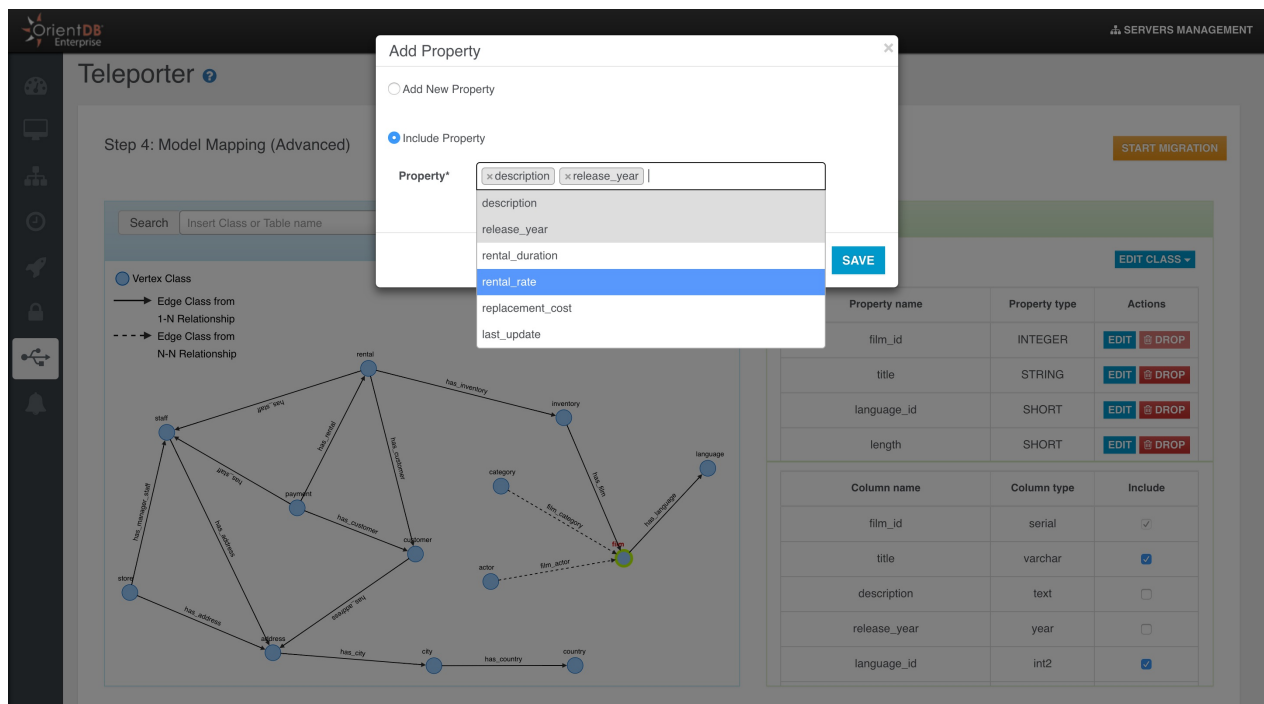 OrientDB
Enterprise
SERVERS MANAGEMENT
Teleporter
Step 4: Model Mapping (Advanced)
START MIGRATION
Add Property
×
Add New Property
Include Property
Property*
× description × release_year
description
release_year
rental_duration
rental_rate
replacement_cost
last_update
SAVE
Search Insert Class or Table name
Vertex Class
Edge Class from
1-N Relationship
Edge Class from
N-N Relationship
rental
has_staff
has_inventory
staff
inventory
has_rental
has_customer
language
has_staff
category
has_film
has_manager_staff
payment
film_category
has_language
has_address
has_customer
customer
film
actor
film_actor
store
has_address
has_address
address
has_city
city
has_country
country
EDIT CLASS
Property name Property type Actions
film_id INTEGER EDIT DROP
title STRING EDIT DROP
language_id SHORT EDIT DROP
length SHORT EDIT DROP
Column name Column type Include
film_id serial
title varchar
description text
release_year year
language_id int2